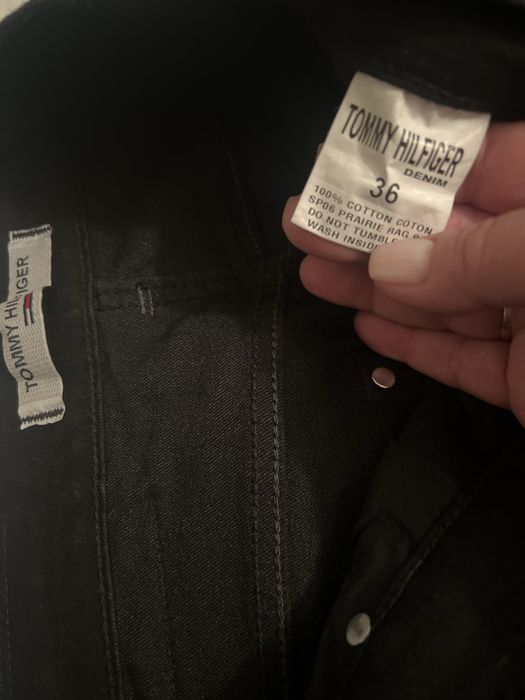 TOMMY HILFIGER
DENIM
36
100% COTTON COTON
SP06 PRAIRIE RAG
DO NOT TUMBLE
WASH INSIDE
TOMMY HILFIGER